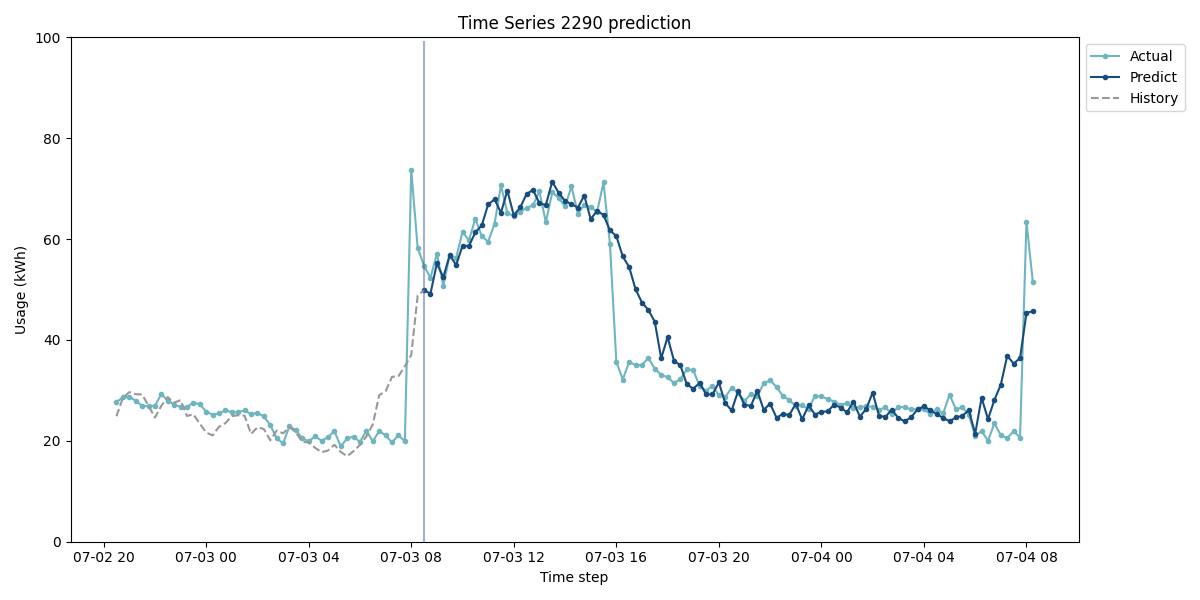 Time Series 2290 prediction
100
80
60
40
20
0
Usage (kWh)
07-02 20
07-03 00
07-03 04
07-03 08
07-03 12
07-03 16
07-03 20
07-04 00
07-04 04
07-04 08
Time step
Actual
Predict
History